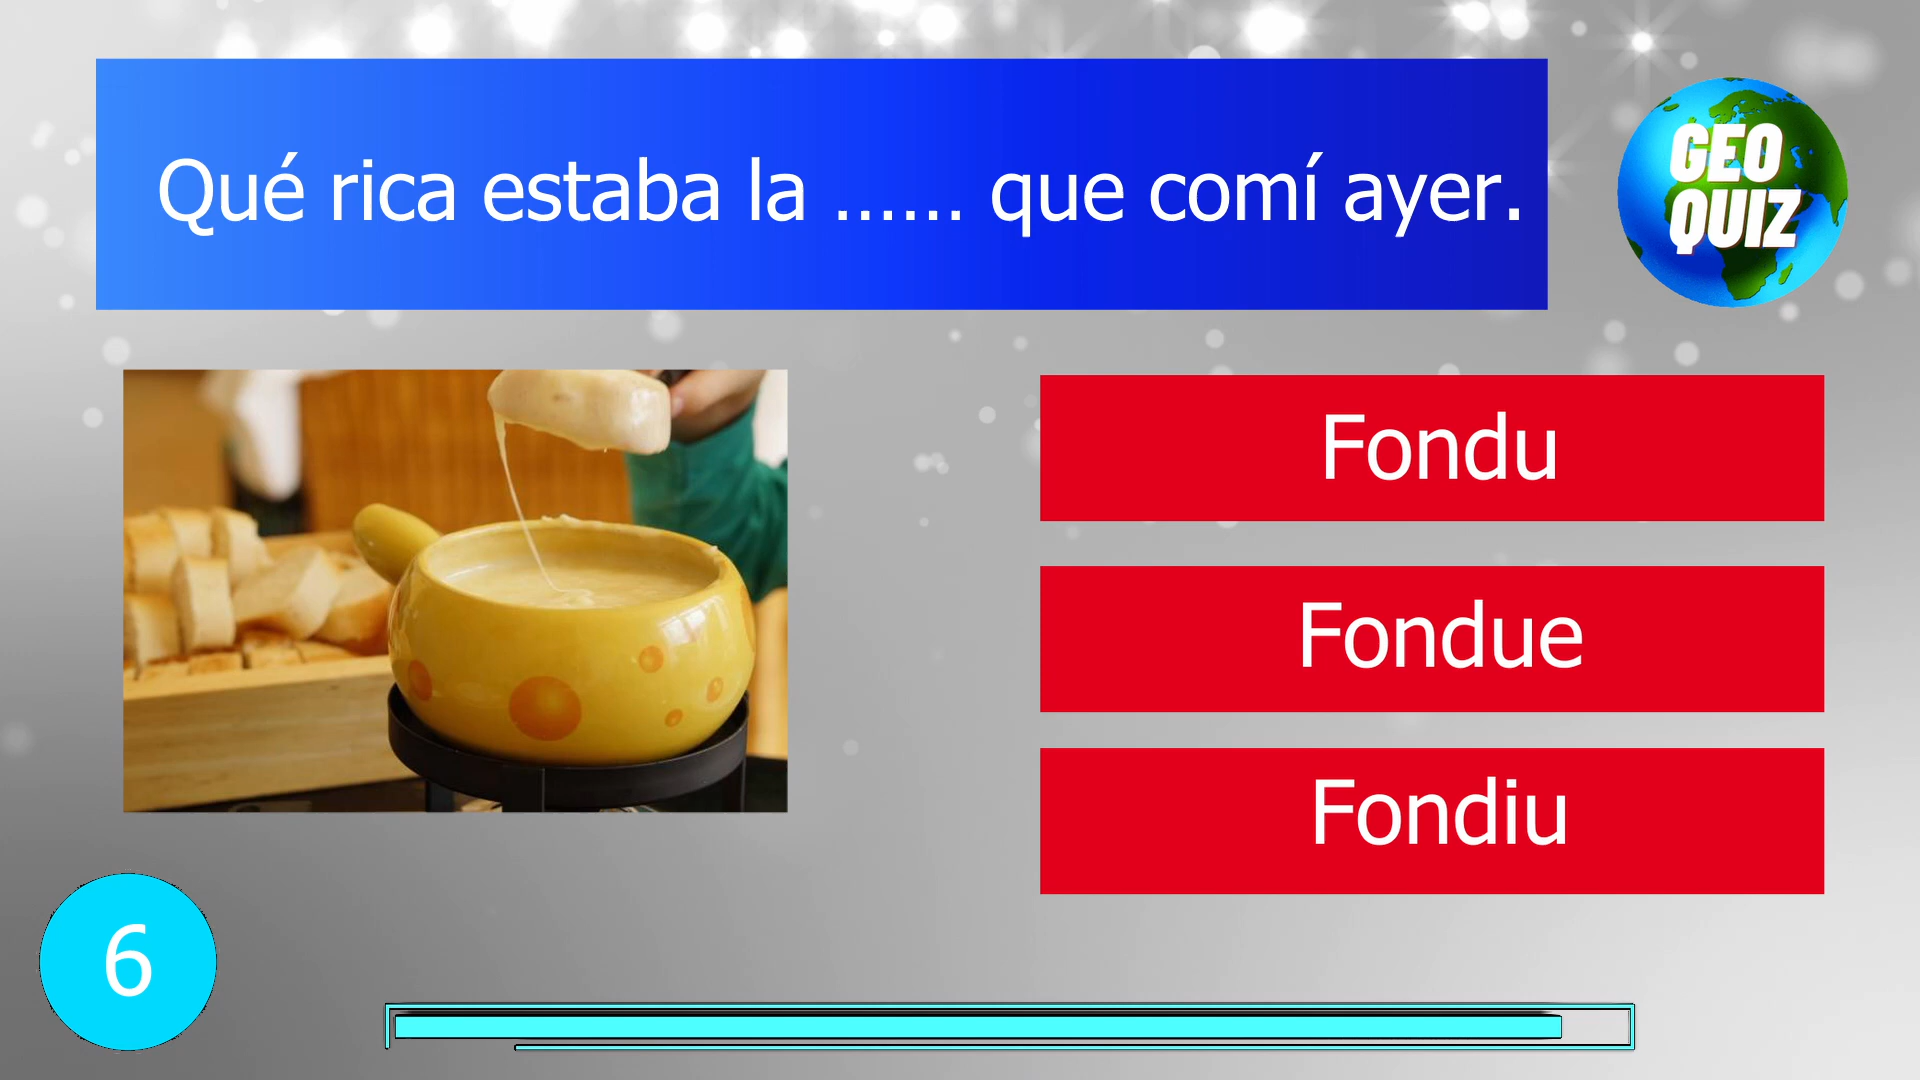 Qué rica estaba la ...... que comí ayer.
GEO
QUIZ
Fondu
Fondue
Fondiu
6